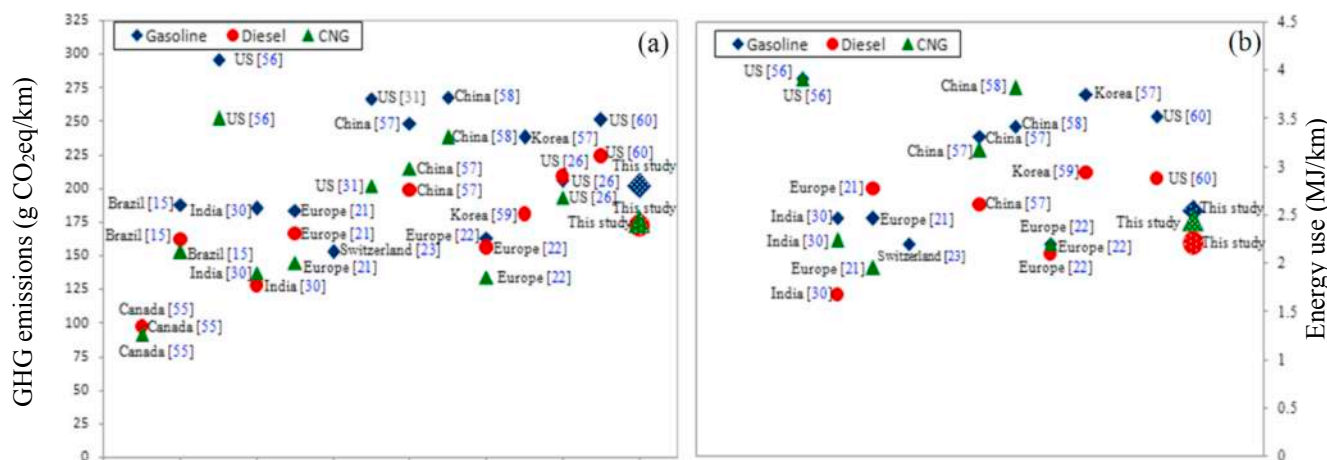 GHG emissions (g CO₂eq/km)
325
300
275
250
225
200
175
150
125
100
75
50
25
0
Gasoline Diesel CNG
(a)
US [56]
US [56]
US [31]
China [58]
China [57]
China [58]
Korea [57]
US [60]
US [60]
US [26]
This study
US [31]
China [57]
China [57]
US [26]
US [26]
Brazil [15]
India [30]
Europe [21]
Korea [59]
This study
This study
Brazil [15]
Europe [21]
Europe [22]
Brazil [15]
Switzerland [23]
Europe [22]
India [30]
Europe [21]
Europe [22]
India [30]
Canada [55]
Canada [55]
Canada [55]
Gasoline Diesel CNG
(b)
US [56]
US [56]
China [58]
Korea [57]
China [58]
US [60]
China [57]
China [57]
Korea [59]
US [60]
Europe [21]
China [57]
India [30]
Europe [21]
Europe [22]
This study
This study
India [30]
Switzerland [23]
Europe [22]
This study
Europe [21]
Europe [22]
India [30]
4.5
4
3.5
3
2.5
2
1.5
1
0.5
0
Energy use (MJ/km)